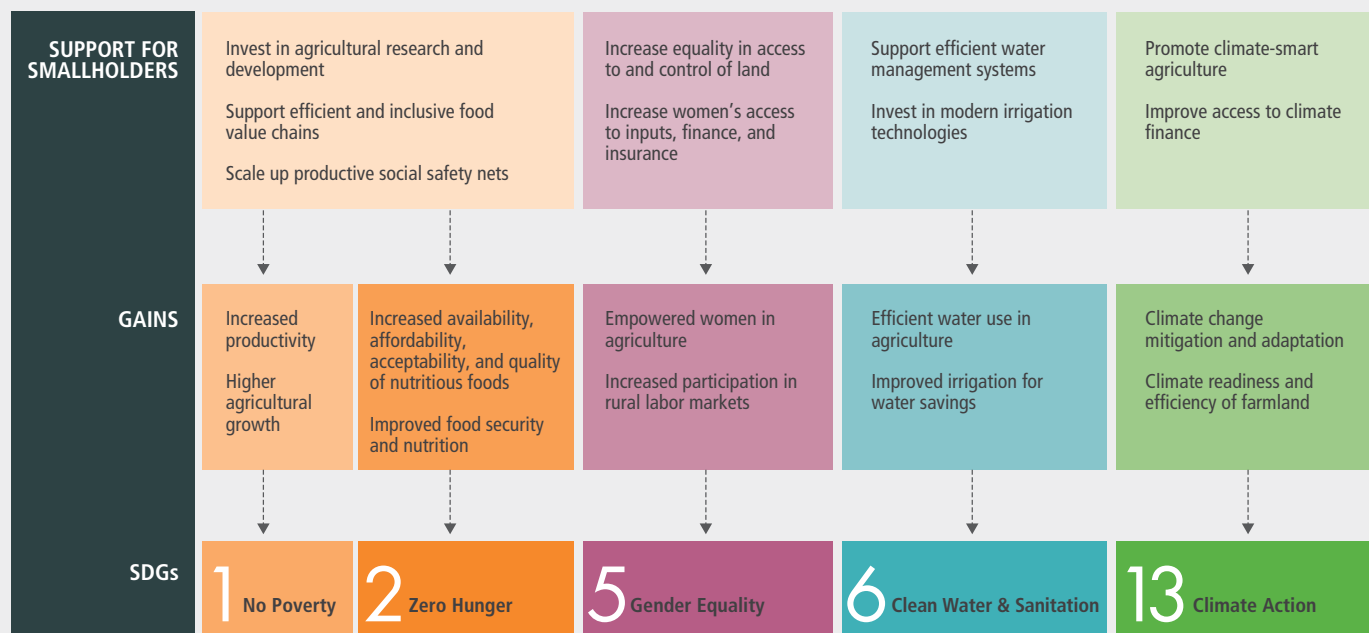 SUPPORT FOR
SMALLHOLDERS
Invest in agricultural research and
development
Support efficient and inclusive food
value chains
Scale up productive social safety nets
Increase equality in access
to and control of land
Increase women’s access
to inputs, finance, and
insurance
Support efficient water
management systems
Invest in modern irrigation
technologies
Promote climate-smart
agriculture
Improve access to climate
finance
GAINS
Increased
productivity
Higher
agricultural
growth
Increased availability,
affordability,
acceptability, and quality
of nutritious foods
Improved food security
and nutrition
Empowered women in
agriculture
Increased participation in
rural labor markets
Efficient water use in
agriculture
Improved irrigation for
water savings
Climate change
mitigation and adaptation
Climate readiness and
efficiency of farmland
SDGs
1 No Poverty
2 Zero Hunger
5 Gender Equality
6 Clean Water & Sanitation
13 Climate Action